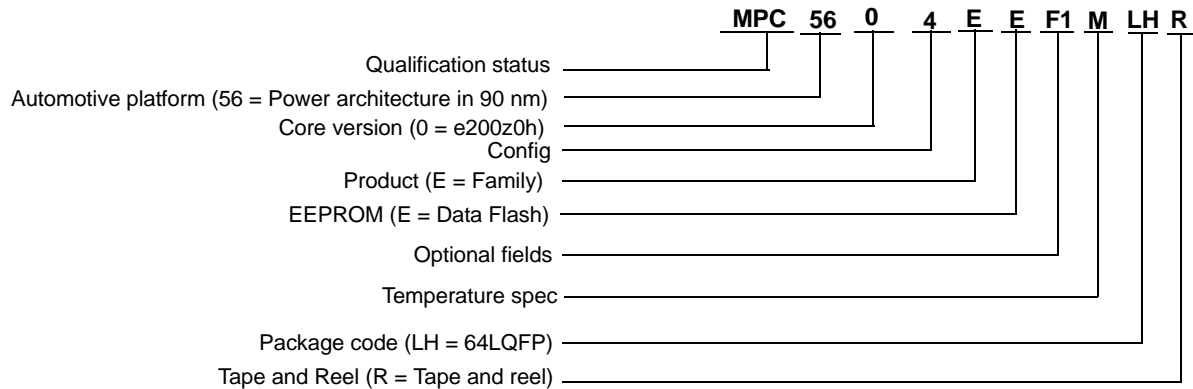 MPC 56 0 4 E E F1 M LH R
Qualification status
Automotive platform (56 = Power architecture in 90 nm)
Core version (0 = e200z0h)
Config
Product (E = Family)
EEPROM (E = Data Flash)
Optional fields
Temperature spec
Package code (LH = 64LQFP)
Tape and Reel (R = Tape and reel)